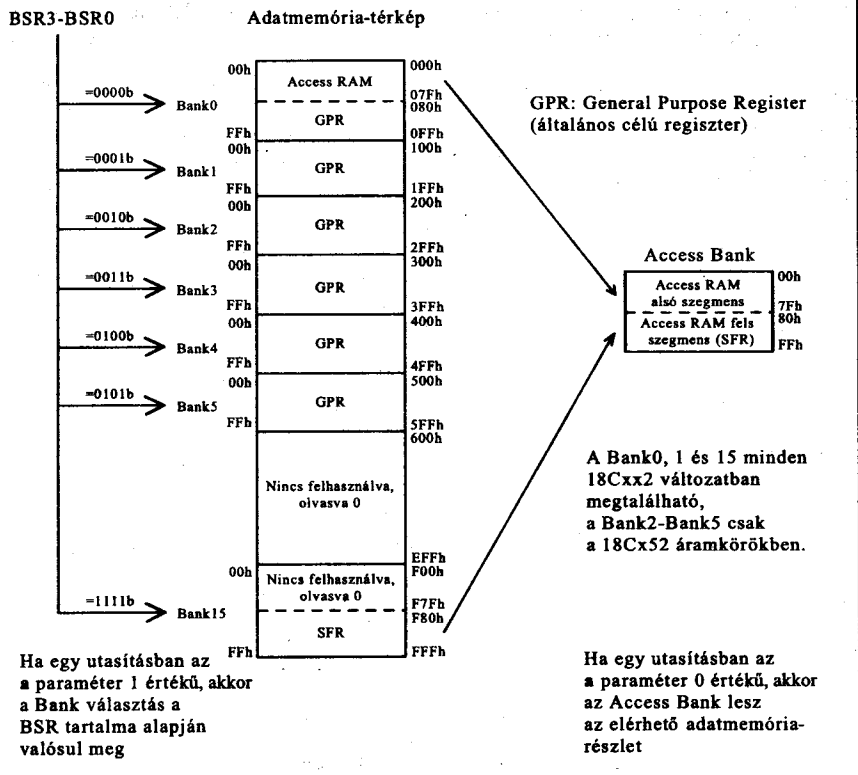 BSR3-BSR0
Adatmemória-térkép
=0000b
Bank0
00h
Access RAM
000h
07Fh
080h
GPR
FFh
0FFh
=0001b
Bank1
00h
100h
GPR
FFh
1FFh
=0010b
Bank2
00h
200h
GPR
FFh
2FFh
=0011b
Bank3
00h
300h
GPR
FFh
3FFh
=0100b
Bank4
00h
400h
GPR
FFh
4FFh
=0101b
Bank5
00h
500h
GPR
FFh
5FFh
600h
Nincs felhasználva,
olvasva 0
EFFh
=1111b
Bank15
00h
F00h
Nincs felhasználva,
olvasva 0
F7Fh
F80h
SFR
FFh
FFFh
GPR: General Purpose Register
(általános célú regiszter)
Access Bank
Access RAM
alsó szegmens
00h
7Fh
Access RAM fels
szegmens (SFR)
80h
FFh
A Bank0, 1 és 15 minden
18Cxx2 változatban
megtalálható,
a Bank2-Bank5 csak
a 18Cx52 áramkörökben.
Ha egy utasításban az
a paraméter 1 értékű, akkor
a Bank választás a
BSR tartalma alapján
valósul meg
Ha egy utasításban az
a paraméter 0 értékű, akkor
az Access Bank lesz
az elérhető adatmemória-
részlet